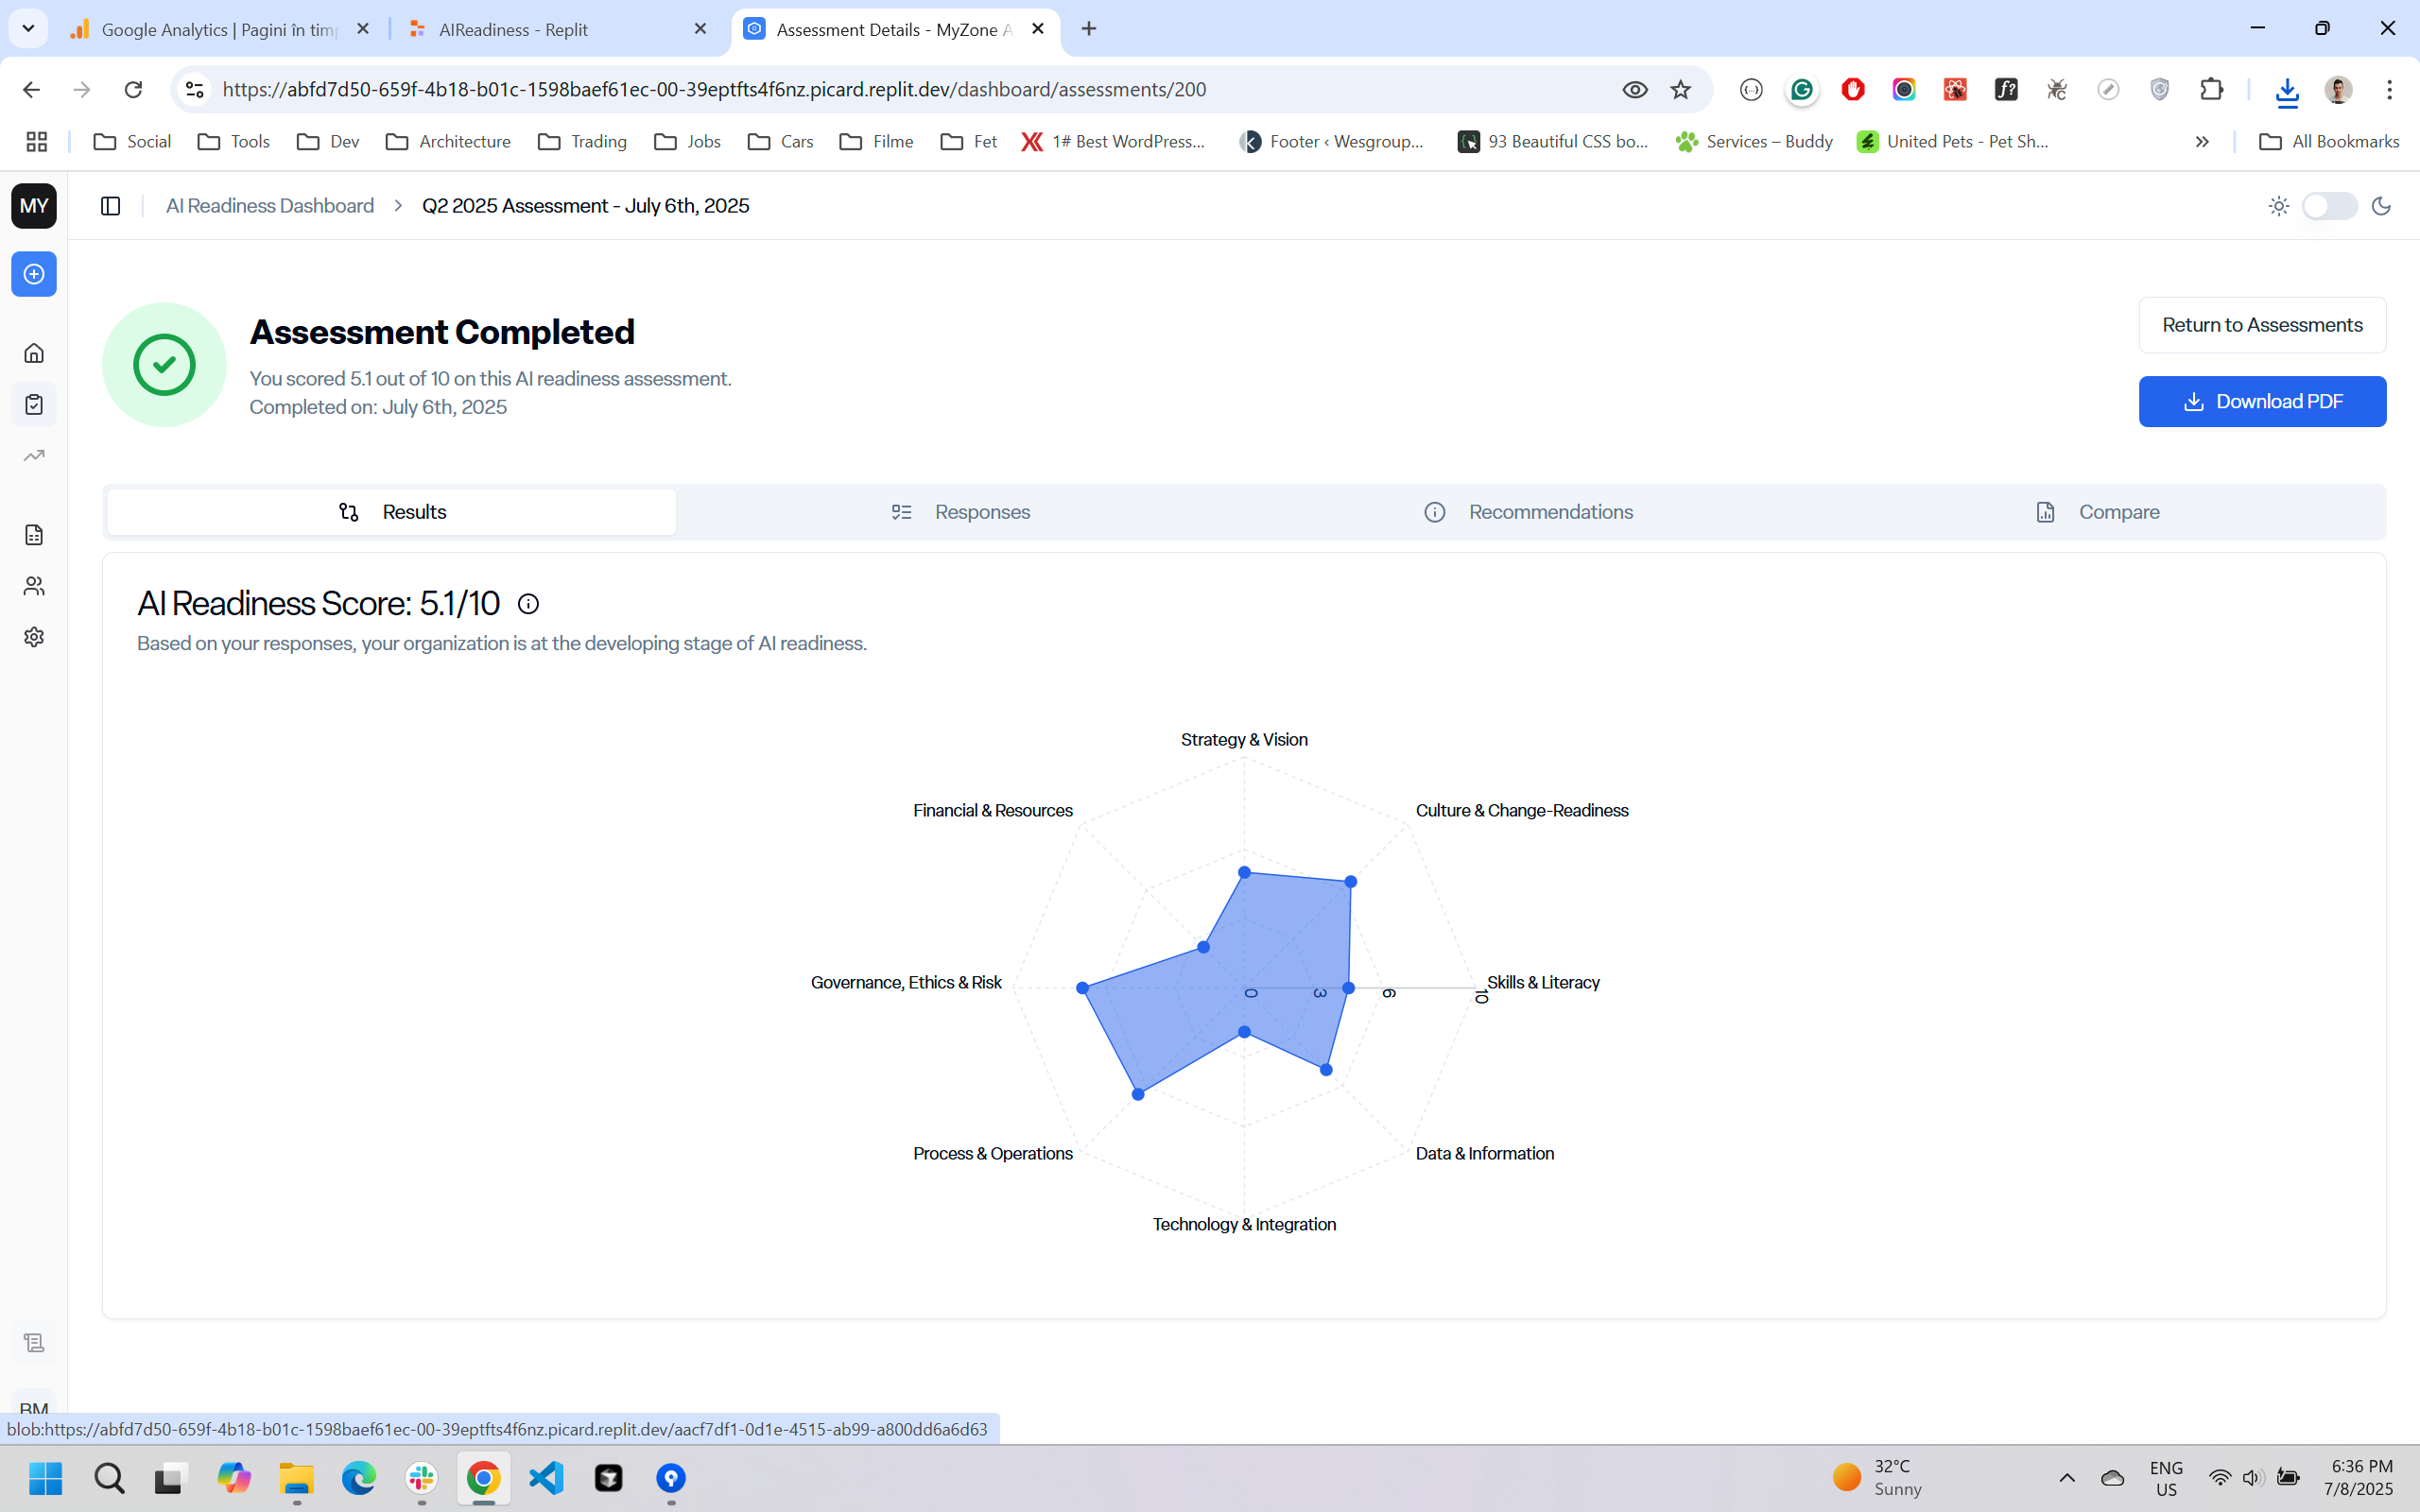 Google Analytics | Pagini în timp
AIReadiness - Replit
Assessment Details - MyZone A
https://abfd7d50-659f-4b18-b01c-1598baef61ec-00-39eptfts4f6nz.picard.replit.dev/dashboard/assessments/200
Social
Tools
Dev
Architecture
Trading
Jobs
Cars
Filme
Fet
1# Best WordPress...
Footer ‹ Wesgroup...
93 Beautiful CSS bo...
Services – Buddy
United Pets - Pet Sh...
»
All Bookmarks
MY
AI Readiness Dashboard > Q2 2025 Assessment - July 6th, 2025
Assessment Completed
You scored 5.1 out of 10 on this AI readiness assessment.
Completed on: July 6th, 2025
Return to Assessments
Download PDF
Results
Responses
Recommendations
Compare
AI Readiness Score: 5.1/10
Based on your responses, your organization is at the developing stage of AI readiness.
Strategy & Vision
Financial & Resources
Culture & Change-Readiness
Governance, Ethics & Risk
0
3
6
10
Skills & Literacy
Process & Operations
Data & Information
Technology & Integration
BM
blob:https://abfd7d50-659f-4b18-b01c-1598baef61ec-00-39eptfts4f6nz.picard.replit.dev/aacf7df1-0d1e-4515-ab99-a800dd6a6d63
32°C
Sunny
ENG
US
6:36 PM
7/8/2025